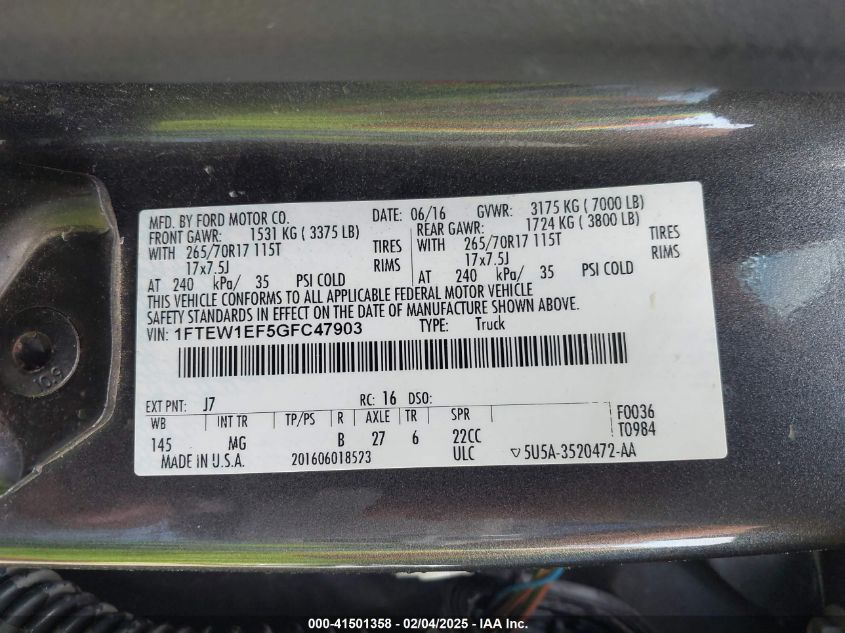 MFD. BY FORD MOTOR CO. DATE: 06/16 GVWR: 3175 KG ( 7000 LB)
FRONT GAWR: 1531 KG ( 3375 LB) REAR GAWR: 1724 KG ( 3800 LB)
WITH 265/70R17 115T TIRES WITH 265/70R17 115T TIRES
17x7.5J RIMS 17x7.5J RIMS
AT 240 kPa/ 35 PSI COLD AT 240 kPa/ 35 PSI COLD
THIS VEHICLE CONFORMS TO ALL APPLICABLE FEDERAL MOTOR VEHICLE
SAFETY STANDARDS IN EFFECT ON THE DATE OF MANUFACTURE SHOWN ABOVE.
VIN: 1FTEW1EF5GFC47903 TYPE: Truck
EXT PNT: J7 RC: 16 DSO:
WB INT TR TP/PS R AXLE TR SPR F0036
145 MG B 27 6 22CC T0984
MADE IN U.S.A. 201606018523 ULC 5U5A-3520472-AA
10.9
000-41501358 - 02/04/2025 - IAA Inc.